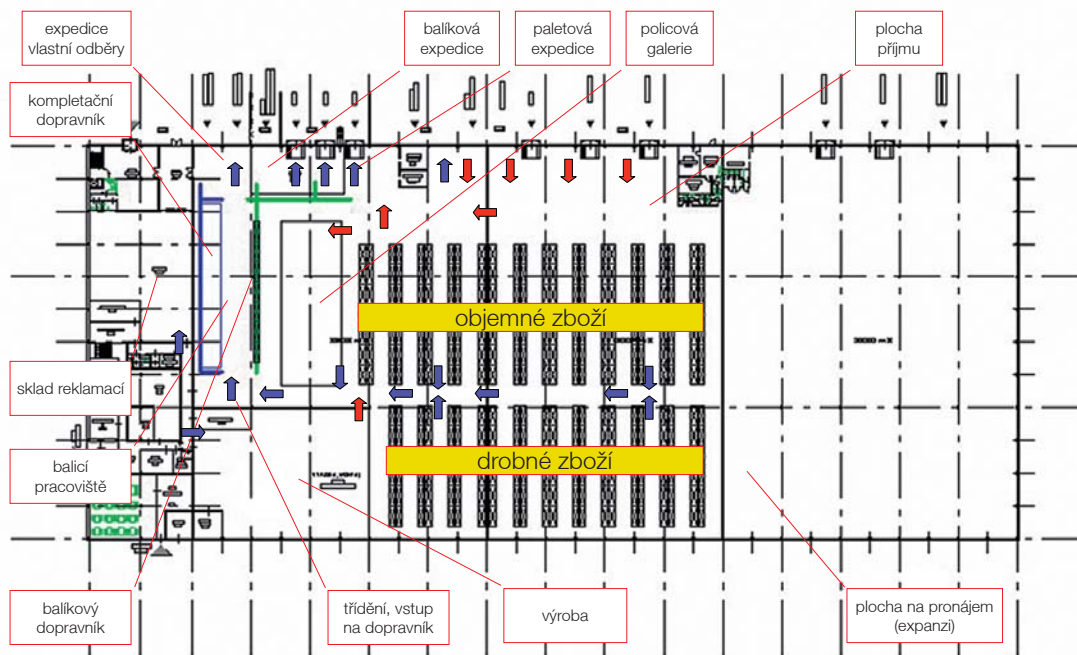 expedice
vlastní odběry
balíková
expedice
paletová
expedice
policová
galerie
plocha
příjmu
kompletační
dopravník
objemné zboží
sklad reklamací
drobné zboží
balicí
pracoviště
balíkový
dopravník
třídění, vstup
na dopravník
výroba
plocha na pronájem
(expanzi)